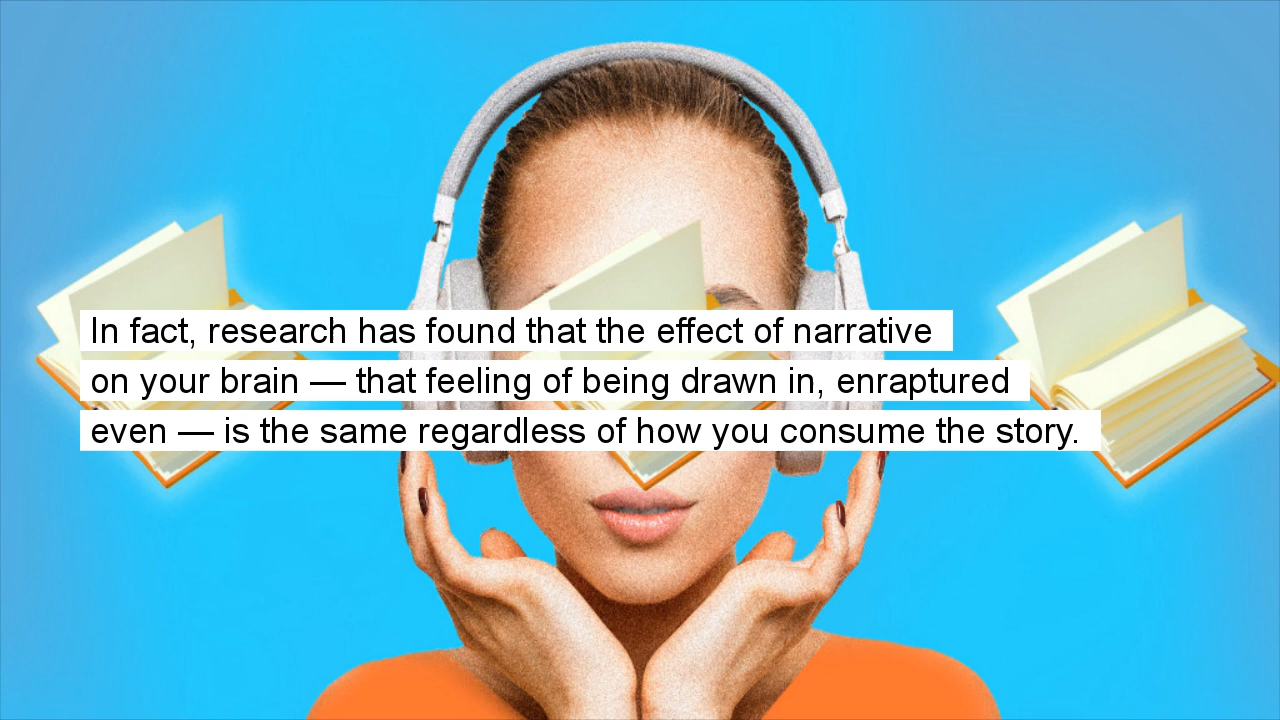 In fact, research has found that the effect of narrative
on your brain — that feeling of being drawn in, enraptured
even — is the same regardless of how you consume the story.